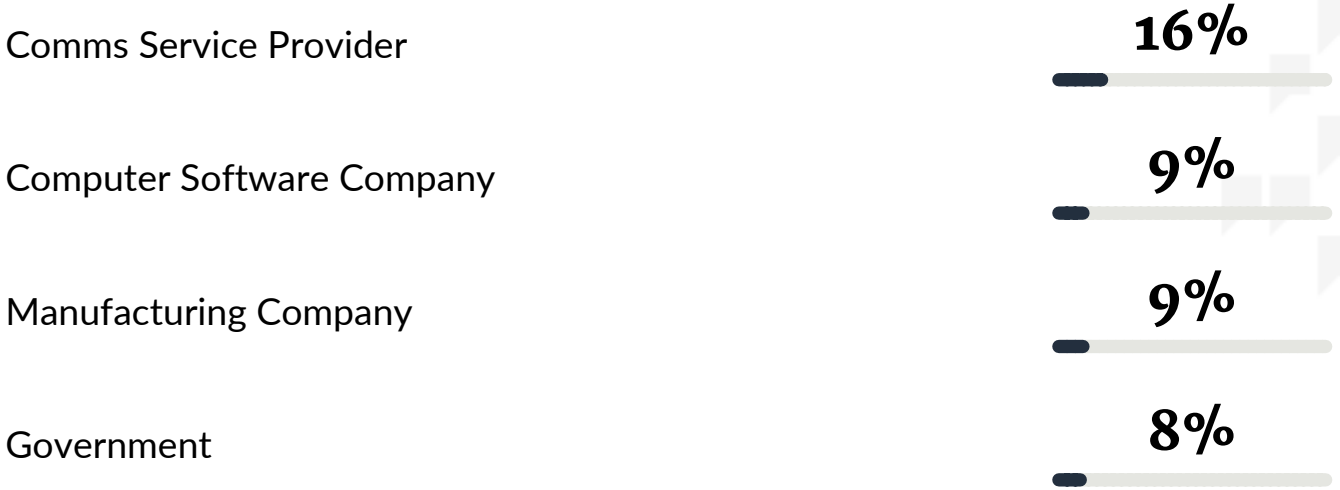 Comms Service Provider 16%
Computer Software Company 9%
Manufacturing Company 9%
Government 8%